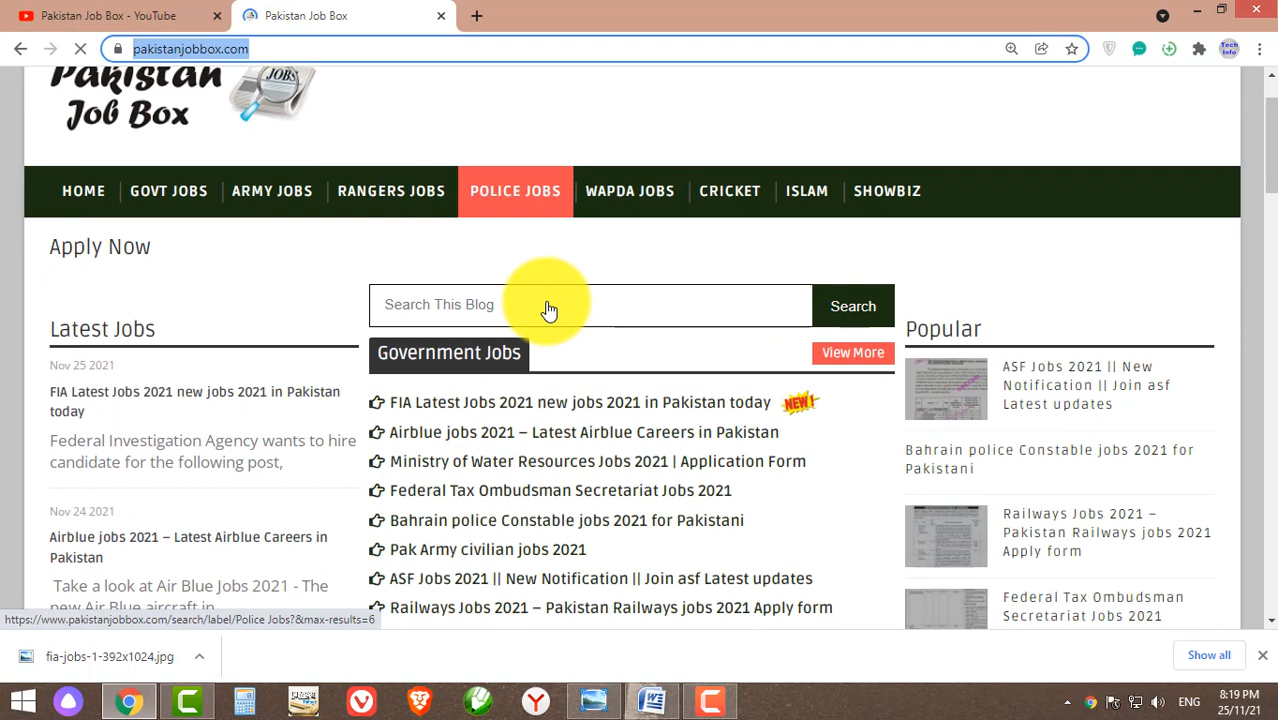 Pakistan Job Box - YouTube
Pakistan Job Box
pakistanjobbox.com
Tech
Info
Pakistan
JOBS
Job Box
HOME
GOVT JOBS
ARMY JOBS
RANGERS JOBS
POLICE JOBS
WAPDA JOBS
CRICKET
ISLAM
SHOWBIZ
Apply Now
Search This Blog
Search
Latest Jobs
Nov 25 2021
FIA Latest Jobs 2021 new jobs 2021 in Pakistan
today
Federal Investigation Agency wants to hire
candidate for the following post,
Nov 24 2021
Airblue jobs 2021 – Latest Airblue Careers in
Pakistan
Take a look at Air Blue Jobs 2021 - The
new Air Blue aircraft in
Government Jobs
View More
FIA Latest Jobs 2021 new jobs 2021 in Pakistan today
NEW!
Airblue jobs 2021 – Latest Airblue Careers in Pakistan
Ministry of Water Resources Jobs 2021 | Application Form
Federal Tax Ombudsman Secretariat Jobs 2021
Bahrain police Constable jobs 2021 for Pakistani
Pak Army civilian jobs 2021
ASF Jobs 2021 || New Notification || Join asf Latest updates
Railways Jobs 2021 – Pakistan Railways jobs 2021 Apply form
Popular
ASF Jobs 2021 || New
Notification || Join asf
Latest updates
Bahrain police Constable jobs 2021 for
Pakistani
Railways Jobs 2021 –
Pakistan Railways jobs 2021
Apply form
Federal Tax Ombudsman
Secretariat Jobs 2021
https://www.pakistanjobbox.com/search/label/Police Jobs?&max-results=6
fia-jobs-1-392x1024.jpg
Show all
ENG
8:19 PM
25/11/21